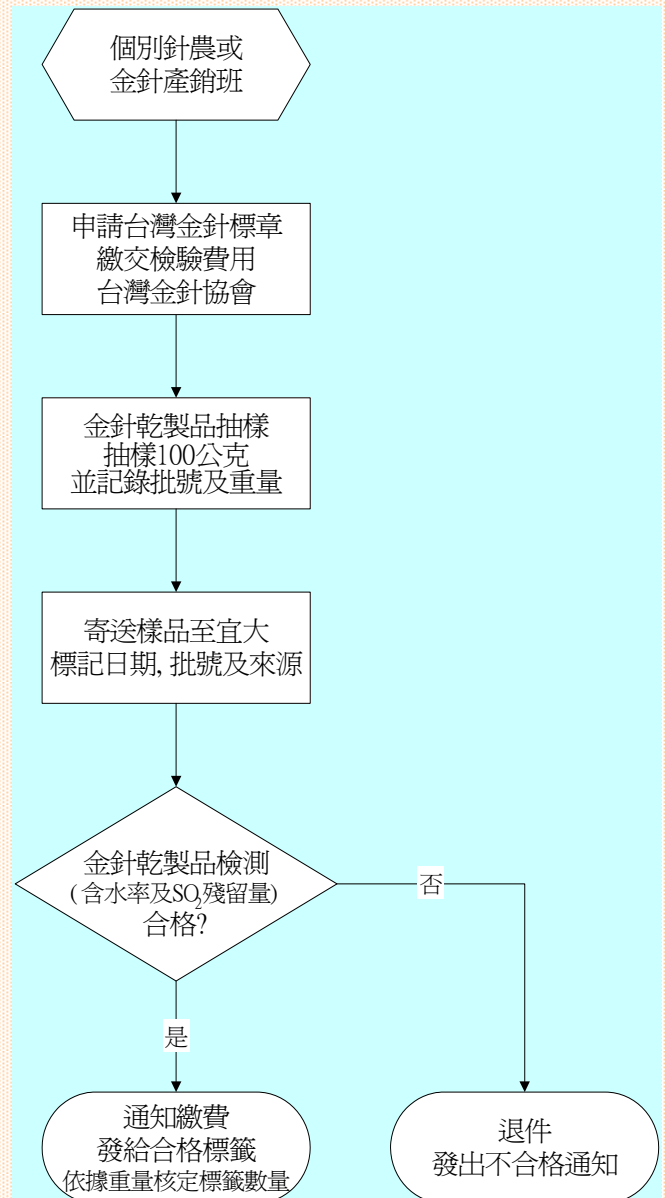 個別針農或
金針產銷班
申請台灣金針標章
繳交檢驗費用
台灣金針協會
金針乾製品抽樣
抽樣100公克
並記錄批號及重量
寄送樣品至宜大
標記日期, 批號及來源
金針乾製品檢測
(含水率及SO₂殘留量)
合格?
否
是
通知繳費
發給合格標籤
依據重量核定標籤數量
退件
發出不合格通知